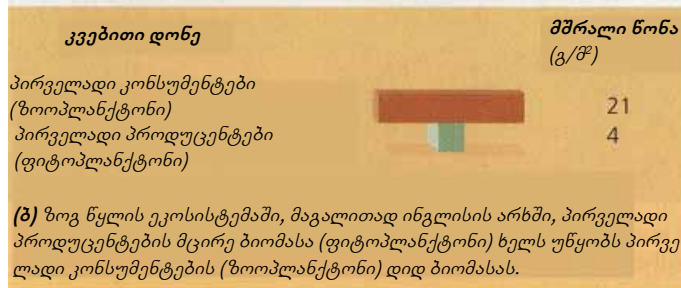 კვებითი დონე
მშრალი წონა
(გ/მ²)
პირველადი კონსუმენტები
(ზოოპლანქტონი)
21
პირველადი პროდუცენტები
4
(ფიტოპლანქტონი)
(ბ) ზოგ წყლის ეკოსისტემაში, მაგალითად ინგლისის არხში, პირველადი
პროდუცენტების მცირე ბიომასა (ფიტოპლანქტონი) ხელს უწყობს პირვე
ლადი კონსუმენტების (ზოოპლანქტონი) დიდ ბიომასას.